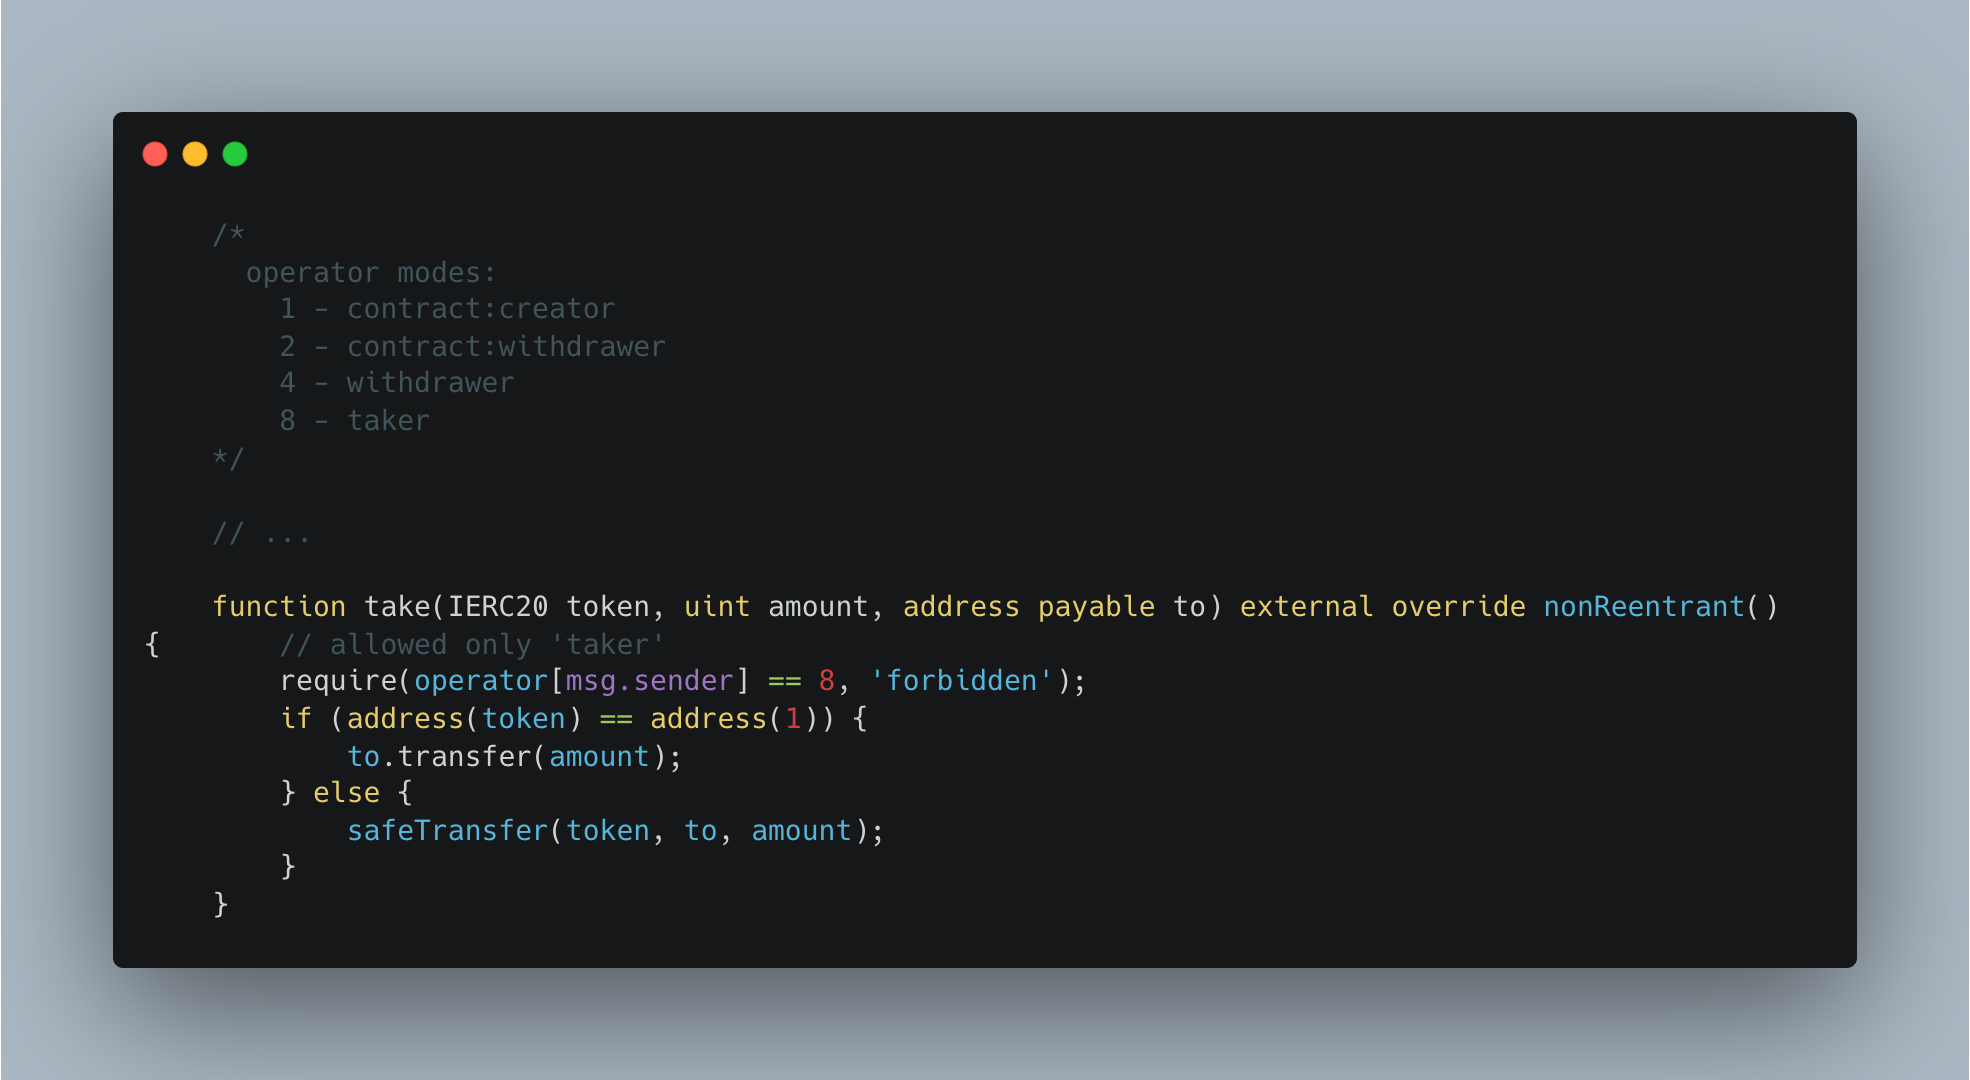 /*
operator modes:
1 - contract:creator
2 - contract:withdrawer
4 - withdrawer
8 - taker
*/
// ...
function take(IERC20 token, uint amount, address payable to) external override nonReentrant()
{ // allowed only 'taker'
require(operator[msg.sender] == 8, 'forbidden');
if (address(token) == address(1)) {
to.transfer(amount);
} else {
safeTransfer(token, to, amount);
}
}